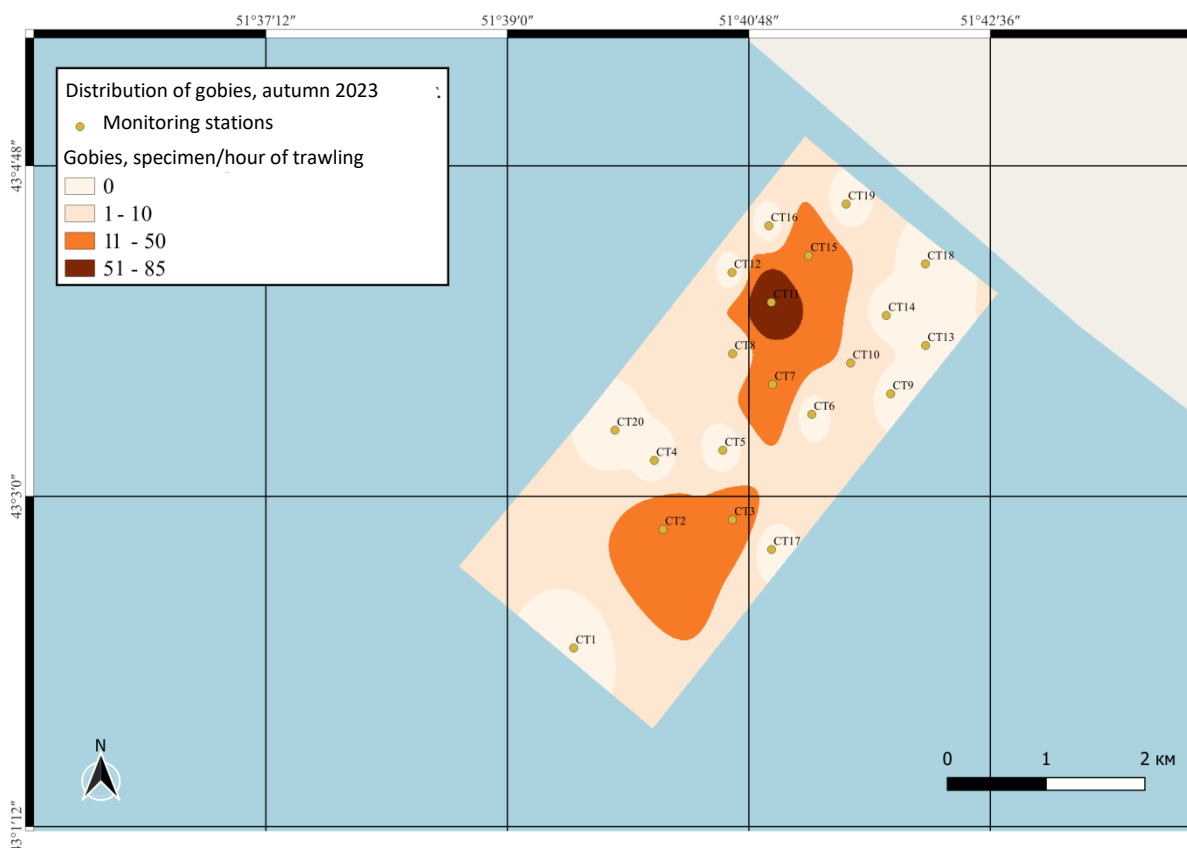 51°37'12"
51°39'0"
51°40'48"
51°42'36"
Distribution of gobies, autumn 2023
Monitoring stations
Gobies, specimen/hour of trawling
0
1 - 10
11 - 50
51 - 85
43°4'48"
43°3'0"
43°1'12"
CT19
CT16
CT15
CT18
CT12
CT11
CT14
CT13
CT8
CT10
CT7
CT9
CT6
CT20
CT5
CT4
CT3
CT2
CT17
CT1
N
0 1 2 км